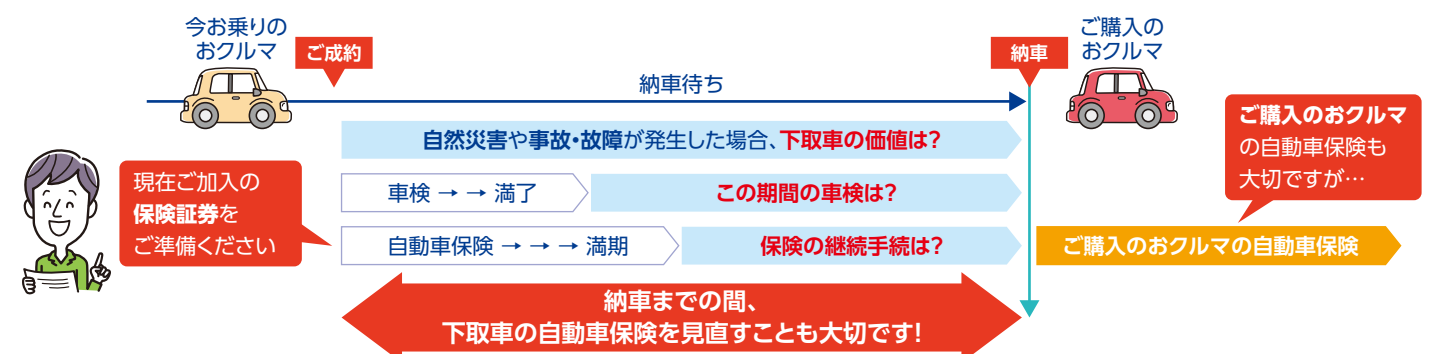 今お乗りの
おクルマ
ご成約
納車待ち
納車
ご購入の
おクルマ
自然災害や事故・故障が発生した場合、下取車の価値は?
車検 → → 満了
この期間の車検は?
自動車保険 → → → 満期
保険の継続手続は?
ご購入のおクルマの自動車保険
現在ご加入の
保険証券を
ご準備ください
ご購入のおクルマ
の自動車保険も
大切ですが…
納車までの間、
下取車の自動車保険を見直すことも大切です!